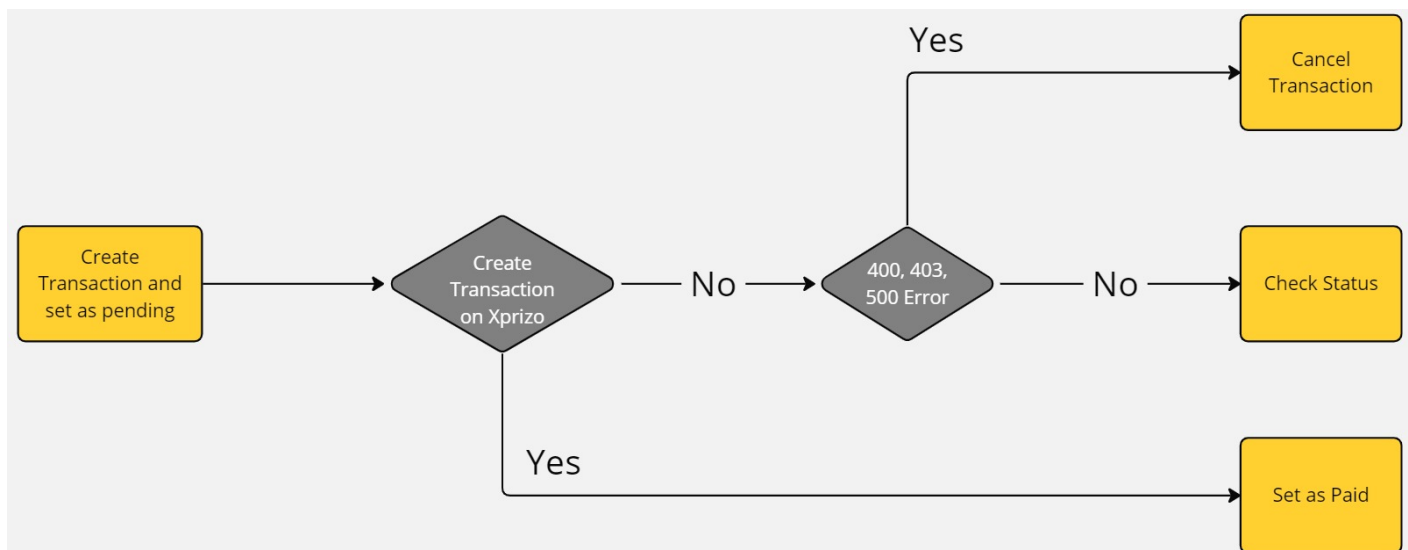 Yes
Cancel
Transaction
Create
Transaction and
set as pending
Create
Transaction
on Xprizo
No
400, 403,
500 Error
No
Check Status
Yes
Set as Paid